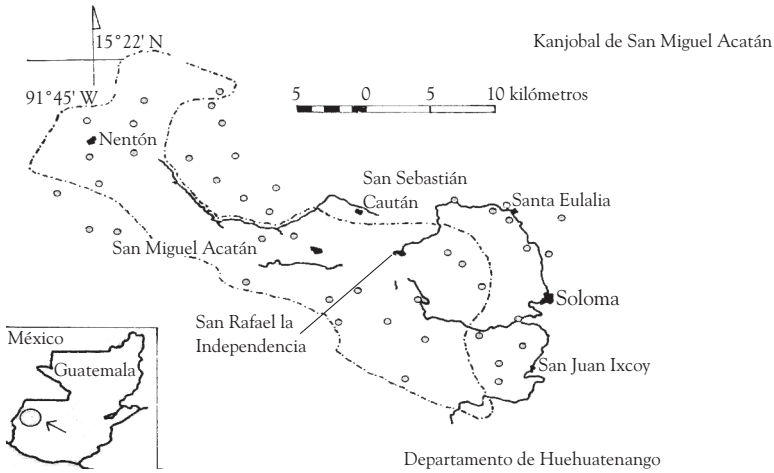 15°22' N
Kanjobal de San Miguel Acatán
91°45' W
5 0 5 10 kilómetros
Nentón
San Sebastián
Cautún
Santa Eulalia
San Miguel Acatán
Soloma
San Rafael la
Independencia
México
Guatemala
San Juan Ixcoy
Departamento de Huehuatenango